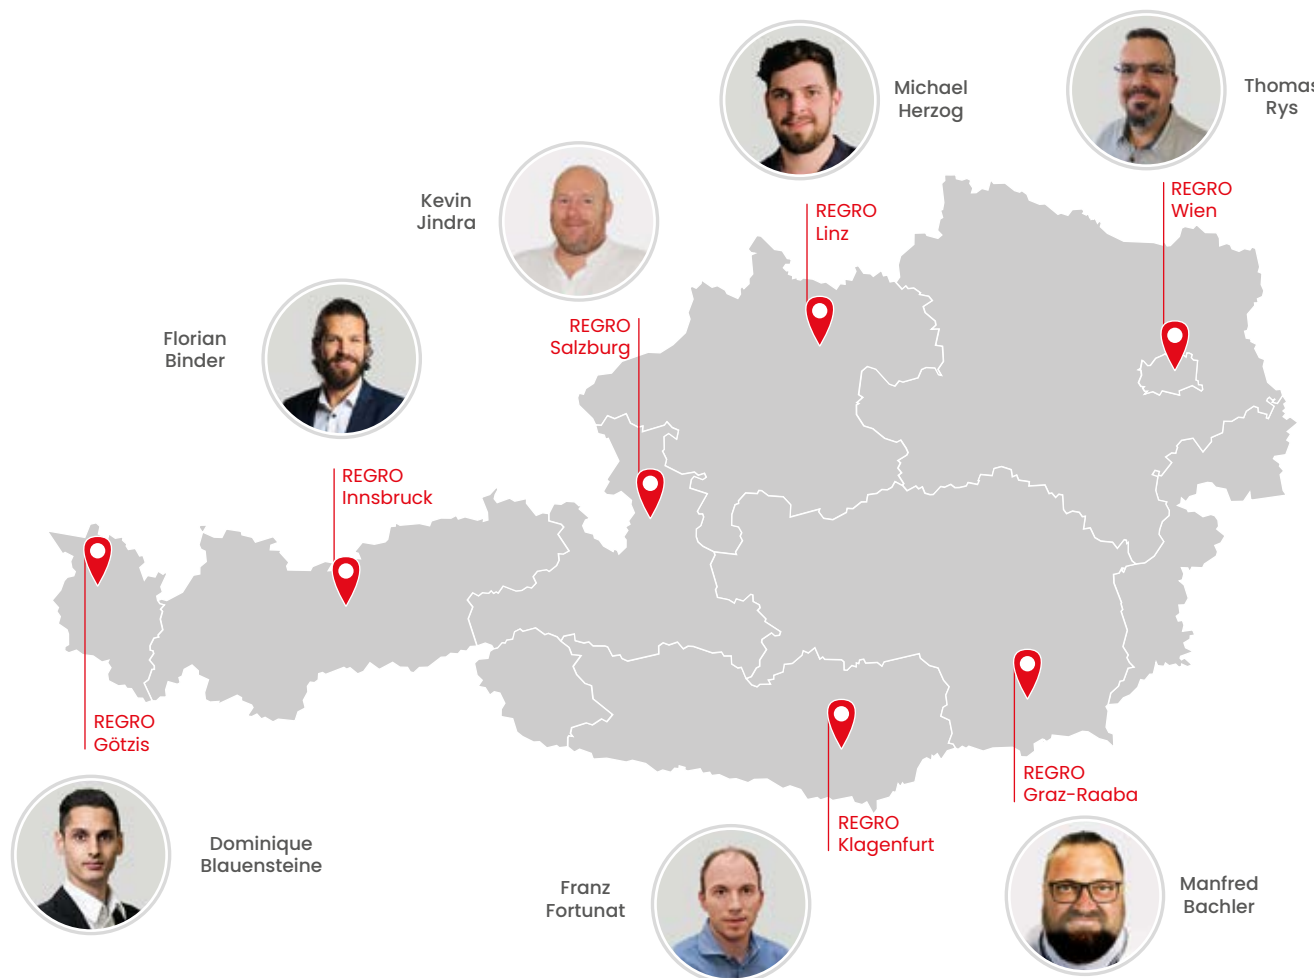 Michael
Herzog
Thomas
Rys
Kevin
Jindra
REGRO
Linz
REGRO
Wien
REGRO
Salzburg
Florian
Binder
REGRO
Innsbruck
REGRO
Götzis
REGRO
Graz-Raaba
REGRO
Klagenfurt
Dominique
Blauensteine
Franz
Fortunat
Manfred
Bachler